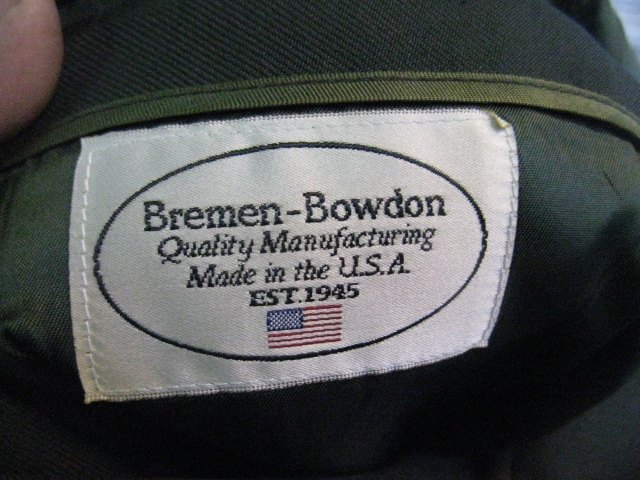 Bremen-Bowdon
Quality Manufacturing
Made in the U.S.A.
EST.1945